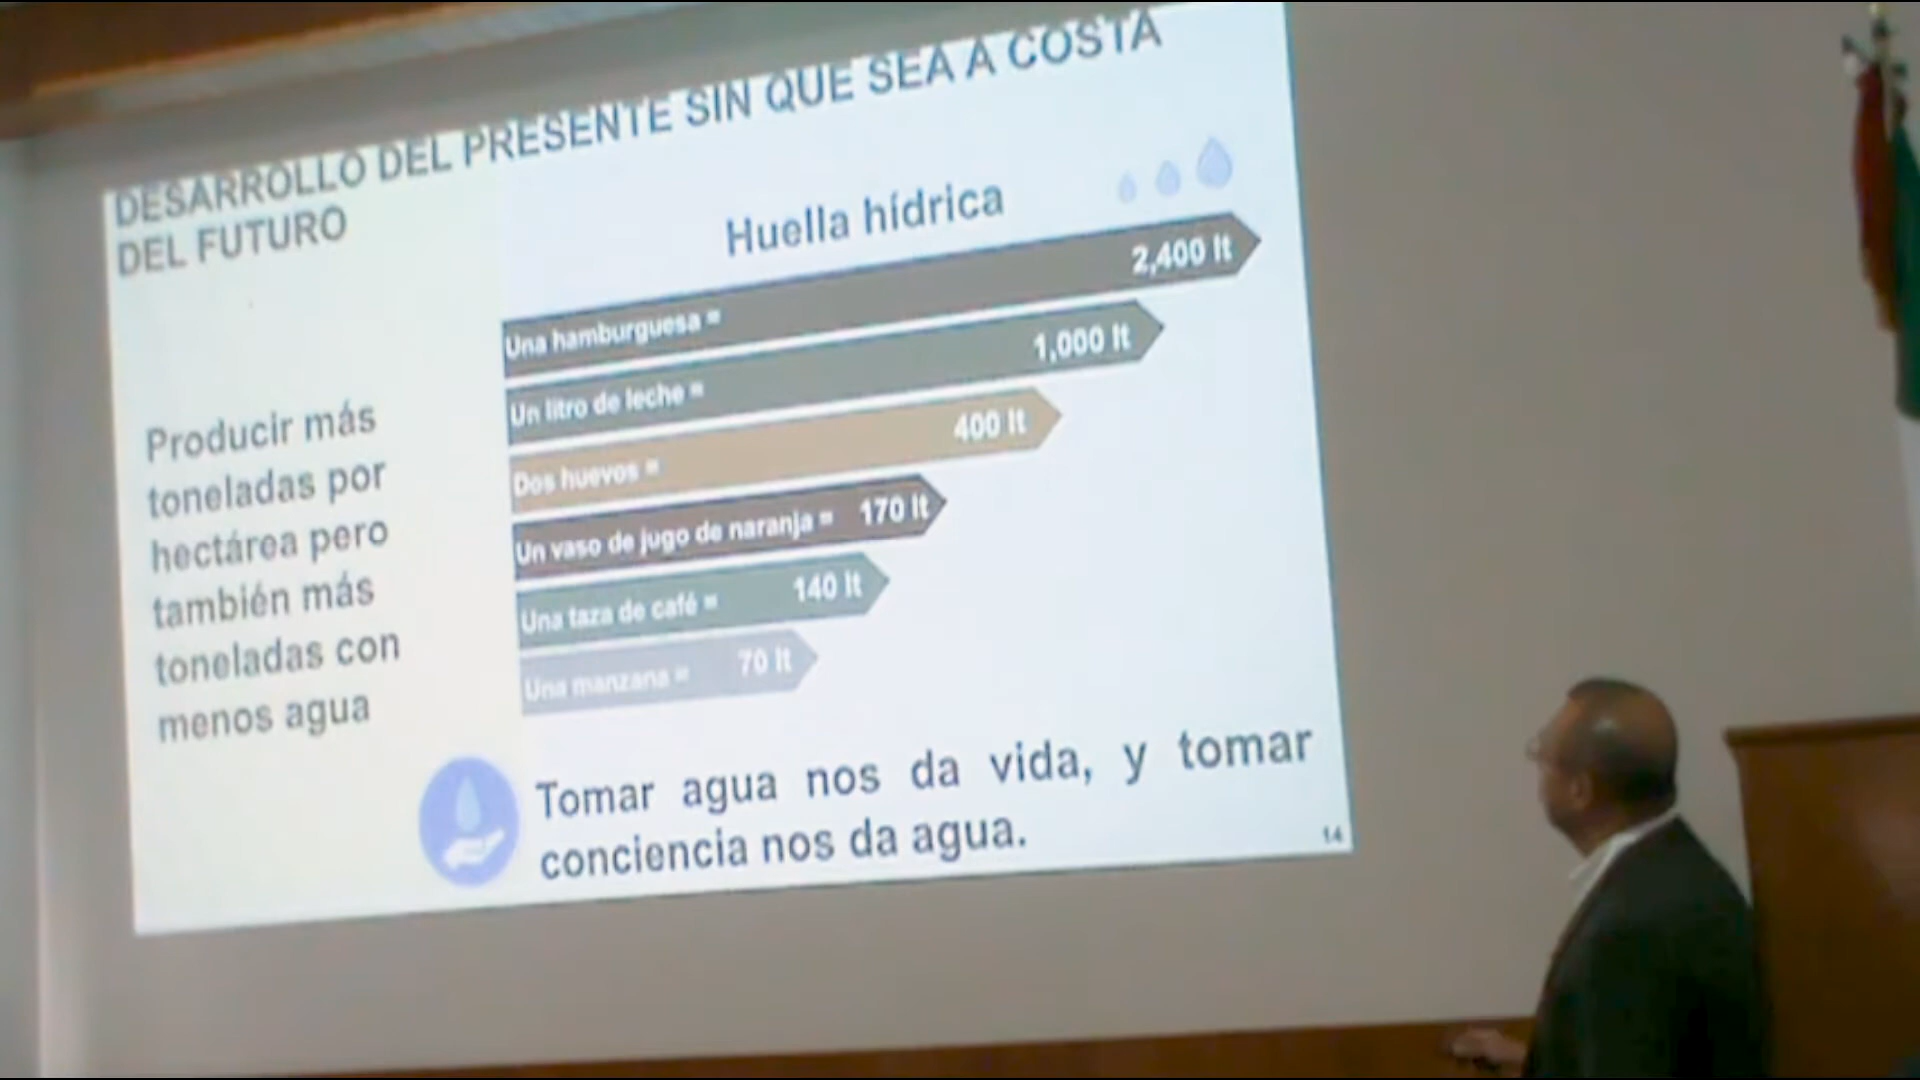 DESARROLLO DEL PRESENTE SIN QUE SEA A COSTA
DEL FUTURO
Huella hídrica
Una hamburguesa = 2,400 lt
Un litro de leche = 1,000 lt
Dos huevos = 400 lt
Un vaso de jugo de naranja = 170 lt
Una taza de café = 140 lt
Una manzana = 70 lt
Producir más
toneladas por
hectárea pero
también más
toneladas con
menos agua
Tomar agua nos da vida, y tomar
conciencia nos da agua.
14